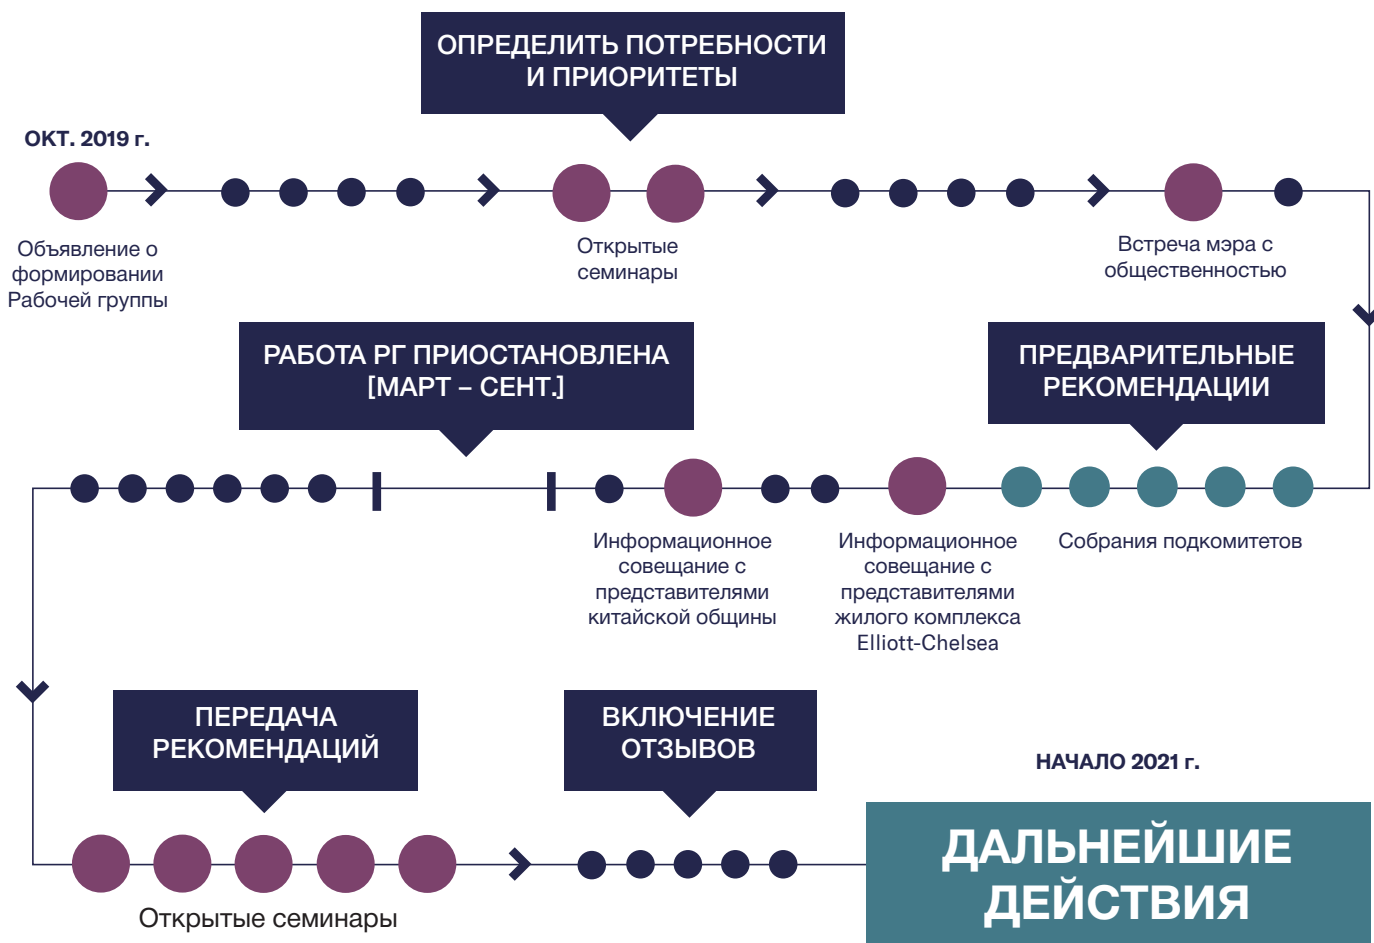 ОПРЕДЕЛИТЬ ПОТРЕБНОСТИ
И ПРИОРИТЕТЫ
ОКТ. 2019 г.
Объявление о
формировании
Рабочей группы
Открытые
семинары
Встреча мэра с
общественностью
РАБОТА РГ ПРИОСТАНОВЛЕНА
[МАРТ – СЕНТ.]
ПРЕДВАРИТЕЛЬНЫЕ
РЕКОМЕНДАЦИИ
Информационное
совещание с
представителями
китайской общины
Информационное
совещание с
представителями
жилого комплекса
Elliott-Chelsea
Собрания подкомитетов
ПЕРЕДАЧА
РЕКОМЕНДАЦИЙ
ВКЛЮЧЕНИЕ
ОТЗЫВОВ
НАЧАЛО 2021 г.
ДАЛЬНЕЙШИЕ
ДЕЙСТВИЯ
Открытые семинары